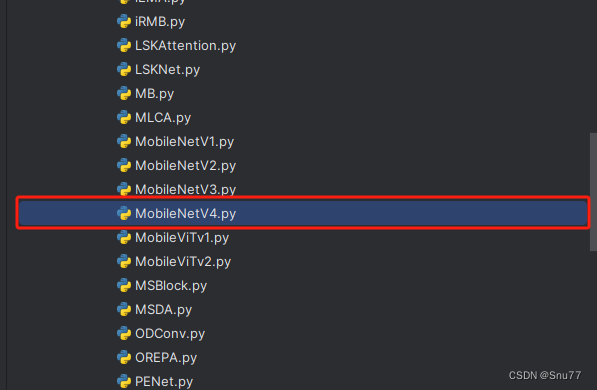 iEMA.py
iRMB.py
LSKAttention.py
LSKNet.py
MB.py
MLCA.py
MobileNetV1.py
MobileNetV2.py
MobileNetV3.py
MobileNetV4.py
MobileViTv1.py
MobileViTv2.py
MSBlock.py
MSDA.py
ODConv.py
OREPA.py
PENet.py
CSDN @Snu77